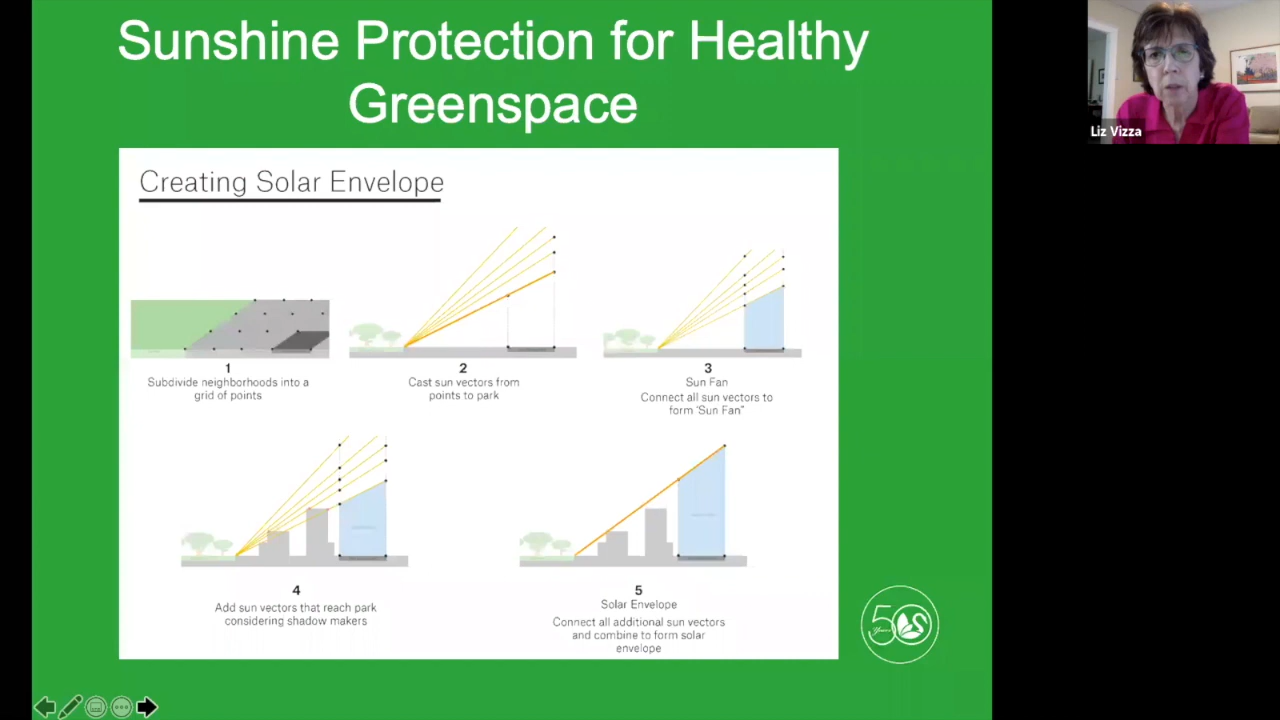 Sunshine Protection for Healthy
Greenspace
Liz Vizza
Creating Solar Envelope
1
Subdivide neighborhoods into a
grid of points
2
Cast sun vectors from
points to park
3
Sun Fan
Connect all sun vectors to
form 'Sun Fan"
4
Add sun vectors that reach park
considering shadow makers
5
Solar Envelope
Connect all additional sun vectors
and combine to form solar
envelope
50
Years